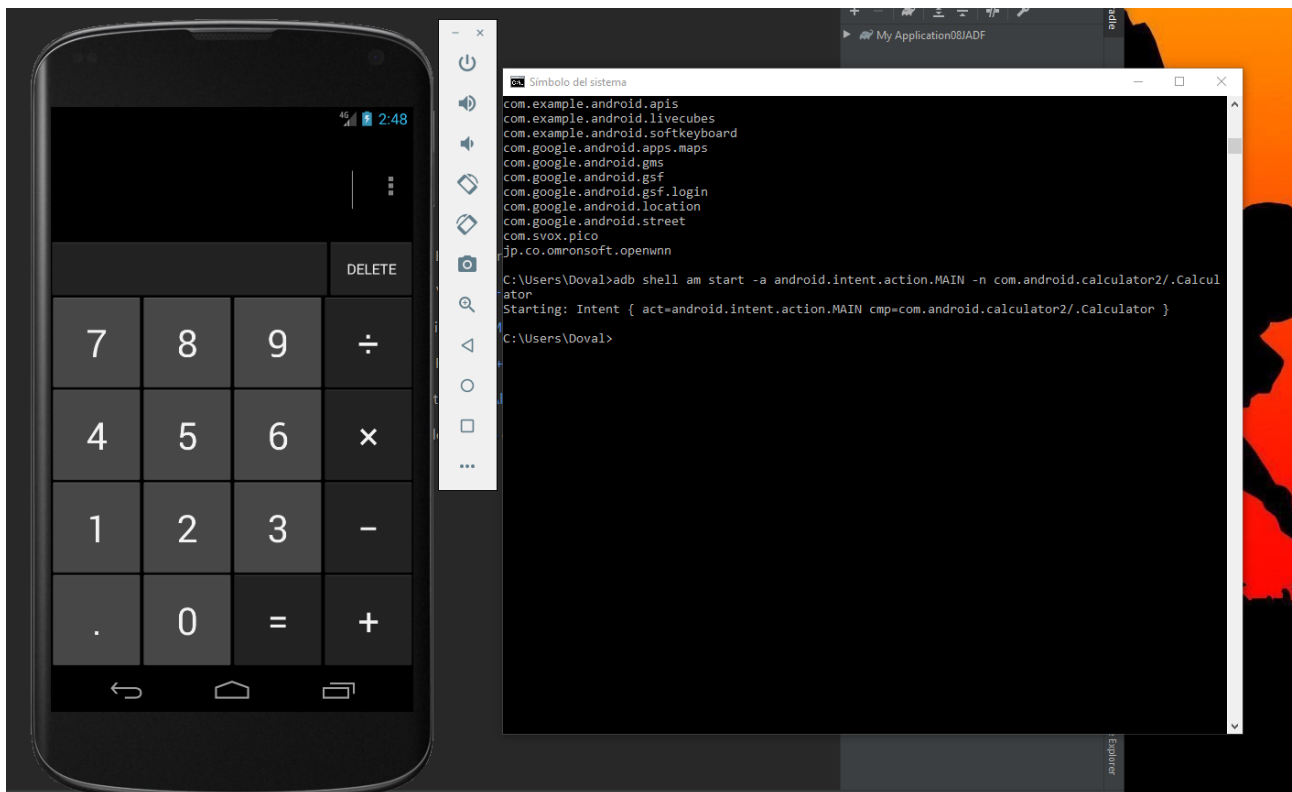 4G 2:48
DELETE
7 8 9 ÷
4 5 6 ×
1 2 3 −
. 0 = +
My Application08JADF
Símbolo del sistema
com.example.android.apis
com.example.android.livecubes
com.example.android.softkeyboard
com.google.android.apps.maps
com.google.android.gms
com.google.android.gsf
com.google.android.gsf.login
com.google.android.location
com.google.android.street
com.svox.pico
jp.co.omronsoft.openwnn
C:\Users\Doval>adb shell am start -a android.intent.action.MAIN -n com.android.calculator2/.Calcul
ator
Starting: Intent { act=android.intent.action.MAIN cmp=com.android.calculator2/.Calculator }
C:\Users\Doval>
Explorer